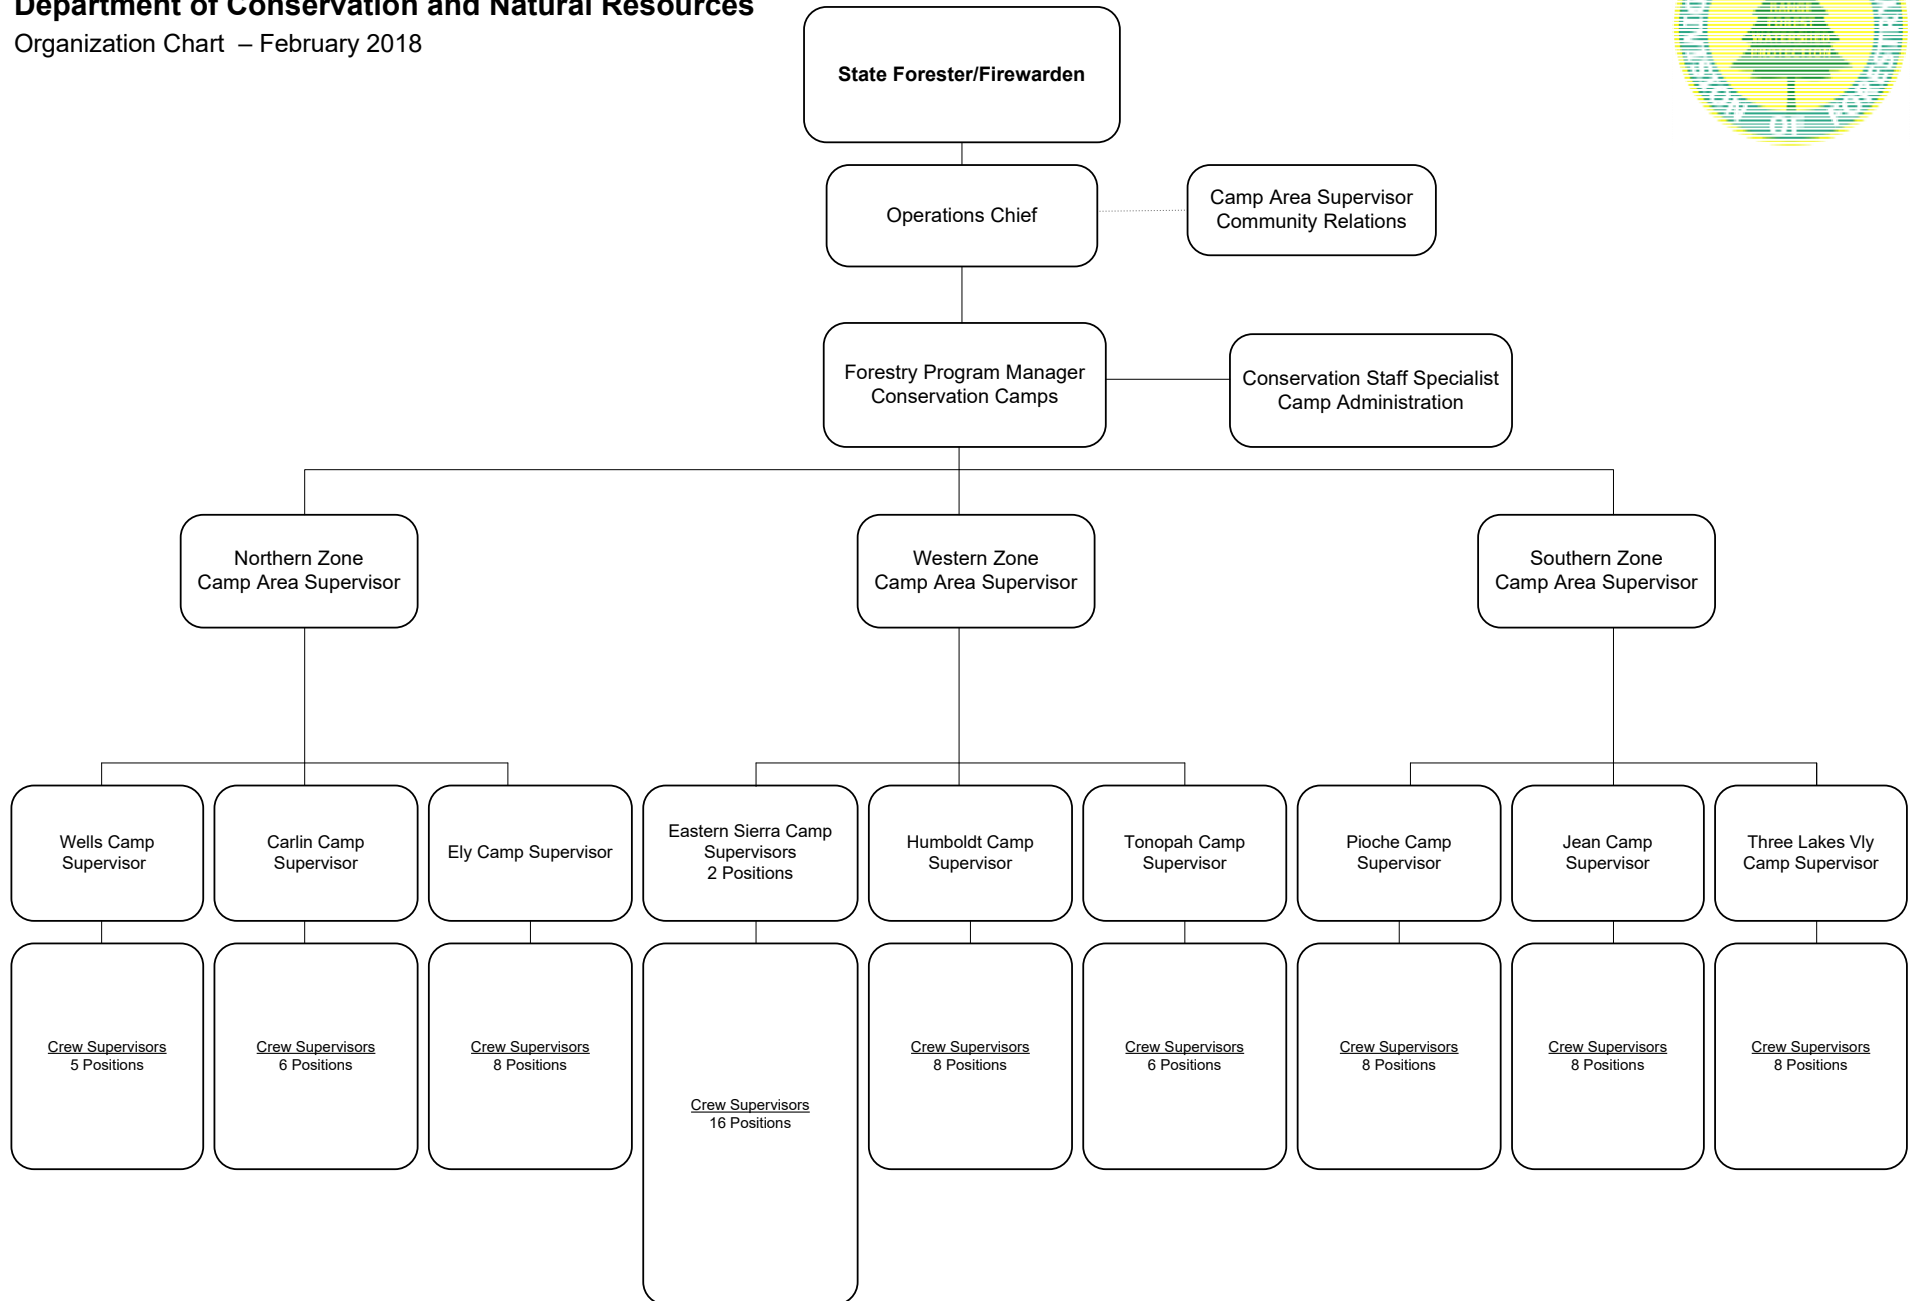 Department of Conservation and Natural Resources
Organization Chart – February 2018
State Forester/Firewarden
Operations Chief
Camp Area Supervisor
Community Relations
Forestry Program Manager
Conservation Camps
Conservation Staff Specialist
Camp Administration
Northern Zone
Camp Area Supervisor
Western Zone
Camp Area Supervisor
Southern Zone
Camp Area Supervisor
Wells Camp
Supervisor
Carlin Camp
Supervisor
Ely Camp Supervisor
Eastern Sierra Camp
Supervisors
2 Positions
Humboldt Camp
Supervisor
Tonopah Camp
Supervisor
Pioche Camp
Supervisor
Jean Camp
Supervisor
Three Lakes Vly
Camp Supervisor
Crew Supervisors
5 Positions
Crew Supervisors
6 Positions
Crew Supervisors
8 Positions
Crew Supervisors
16 Positions
Crew Supervisors
8 Positions
Crew Supervisors
6 Positions
Crew Supervisors
8 Positions
Crew Supervisors
8 Positions
Crew Supervisors
8 Positions
OF